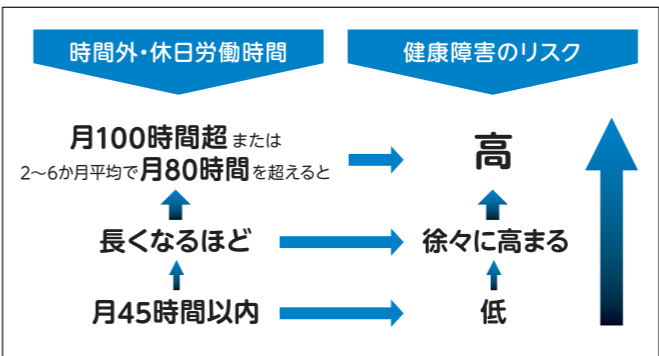 時間外・休日労働時間
健康障害のリスク
月100時間超または
2〜6か月平均で月80時間を超えると
高
長くなるほど
徐々に高まる
月45時間以内
低